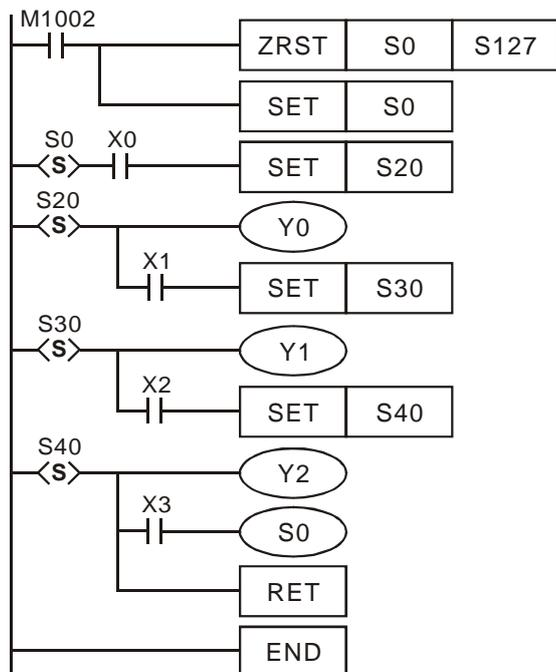 M1002
ZRST S0 S127
SET S0
S0 X0
S SET S20
S20
S Y0
X1
SET S30
S30
S Y1
X2
SET S40
S40
S Y2
X3
S0
RET
END